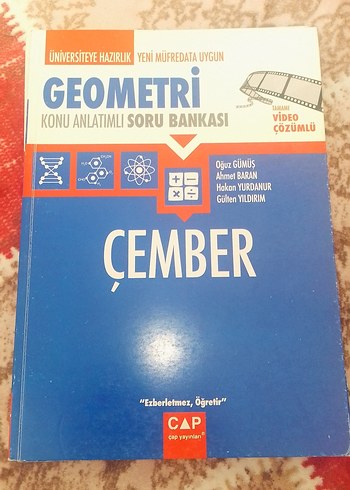 ÜNİVERSİTEYE HAZIRLIK YENİ MÜFREDATA UYGUN
GEOMETRİ
KONU ANLATIMLI SORU BANKASI
TAMAMI
VİDEO
ÇÖZÜMLÜ
Oğuz GÜMÜŞ
Ahmet BARAN
Hakan YURDANUR
Gülten YILDIRIM
ÇEMBER
"Ezberletmez, Öğretir"
ÇAP
çap yayınları